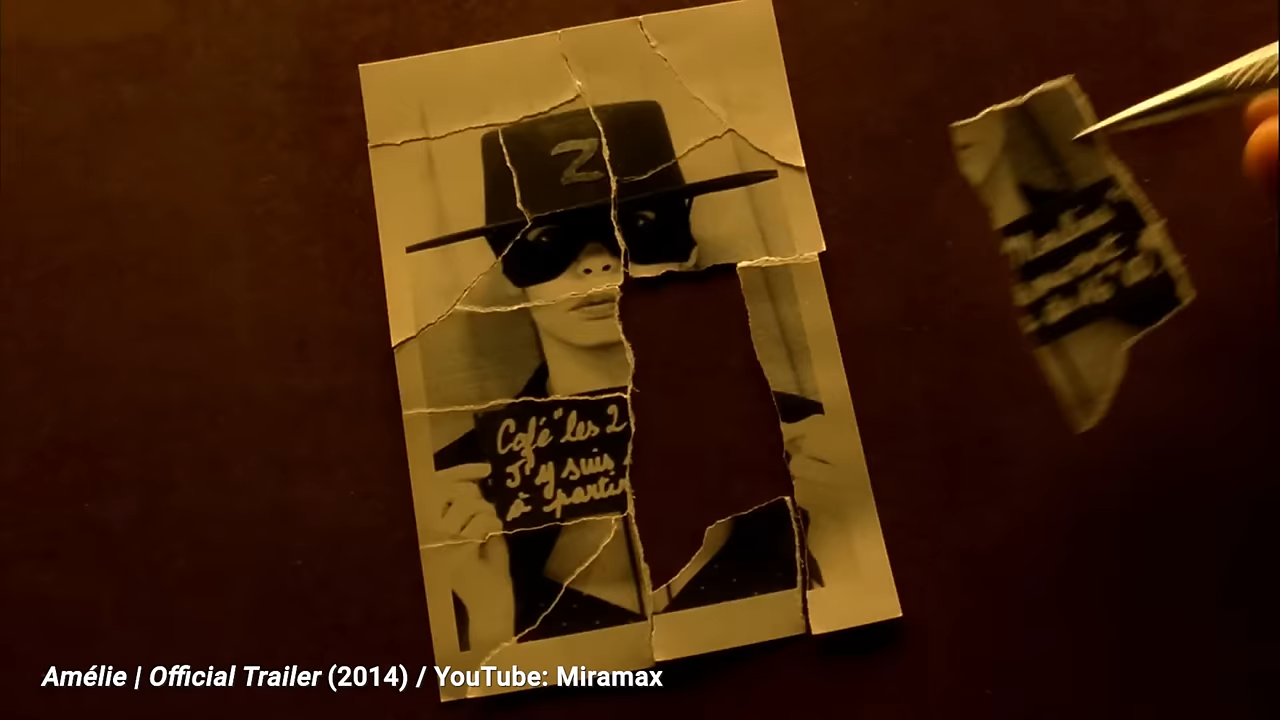 Z
Café "les 2
J'y suis
à partir
Amélie | Official Trailer (2014) / YouTube: Miramax